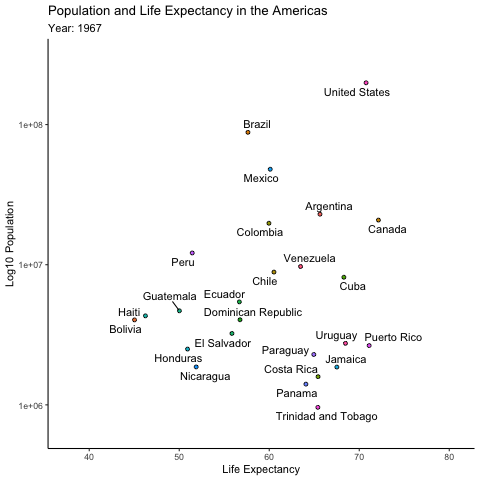 Population and Life Expectancy in the Americas
Year: 1967
United States
1e+08
Brazil
Mexico
Argentina
Canada
Colombia
Log10 Population
Peru
Venezuela
1e+07
Chile
Cuba
Guatemala
Ecuador
Haiti
Dominican Republic
Bolivia
El Salvador
Uruguay
Puerto Rico
Honduras
Paraguay
Jamaica
Nicaragua
Costa Rica
Panama
1e+06
Trinidad and Tobago
40 50 60 70 80
Life Expectancy